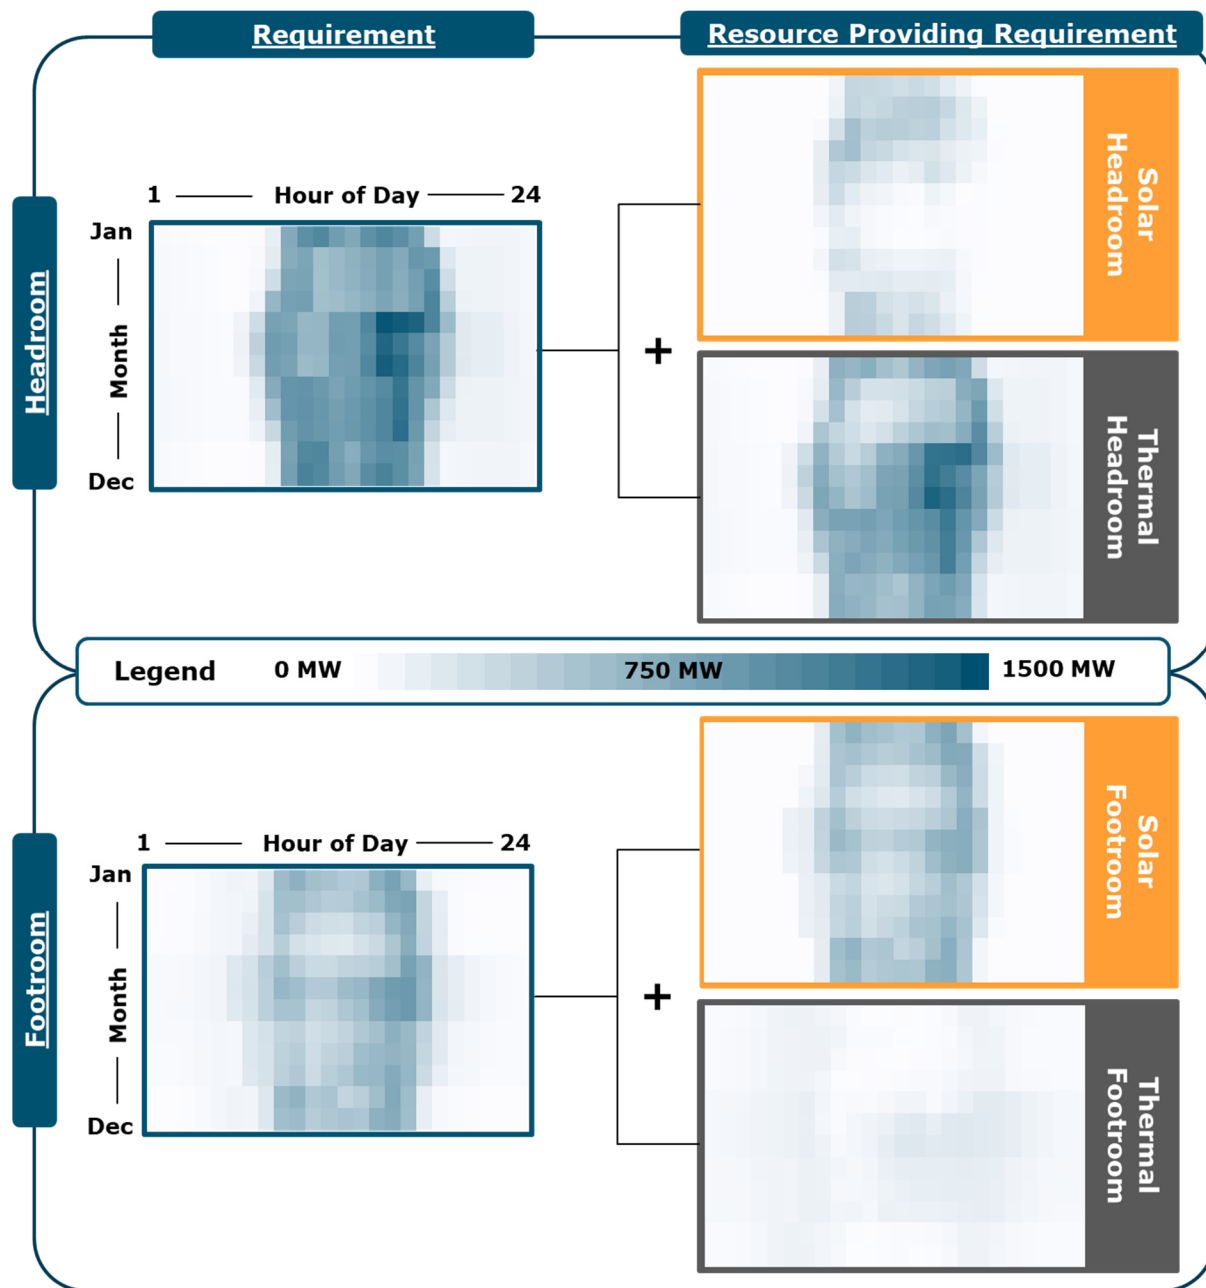 Requirement
Resource Providing Requirement
Headroom
1 Hour of Day 24
Jan
Month
Dec
Solar
Headroom
+
Thermal
Headroom
Legend 0 MW 750 MW 1500 MW
Footroom
1 Hour of Day 24
Jan
Month
Dec
Solar
Footroom
+
Thermal
Footroom